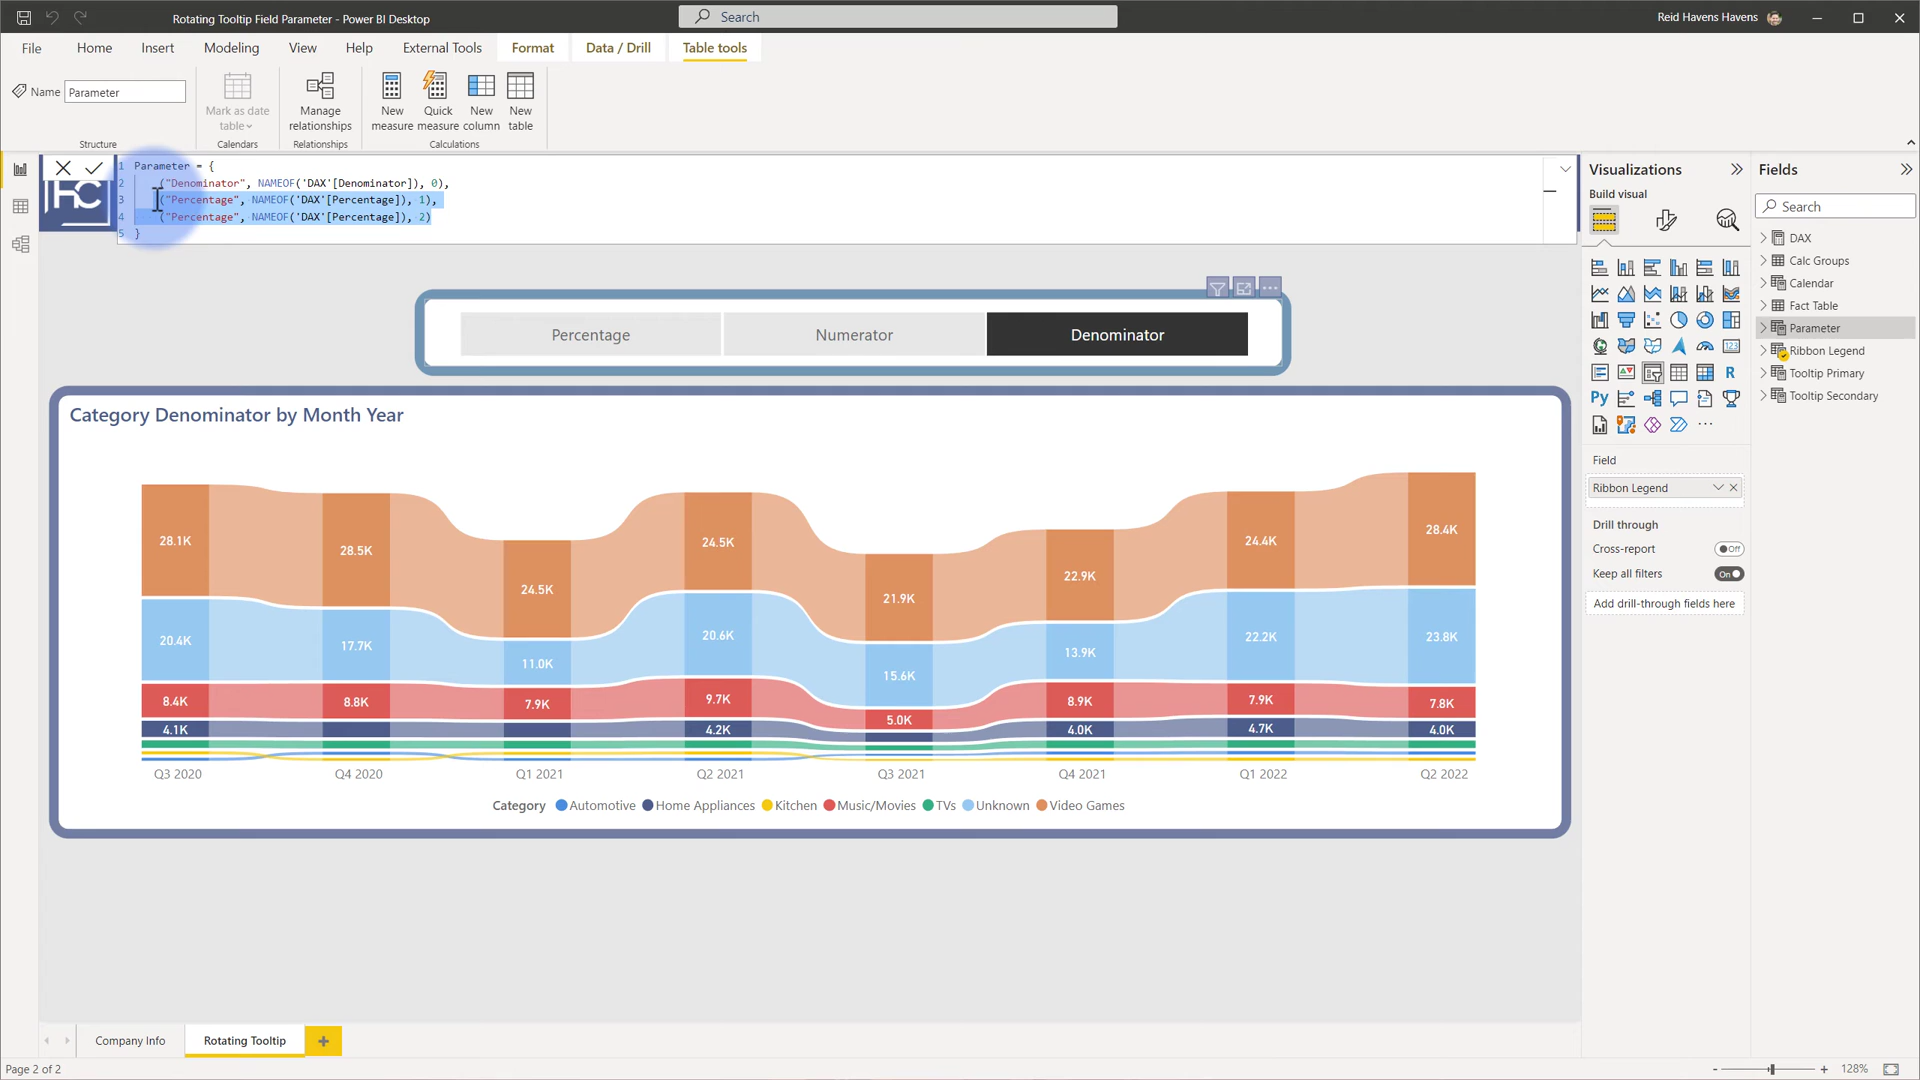 Rotating Tooltip Field Parameter - Power BI Desktop
Search
Reid Havens Havens
File
Home
Insert
Modeling
View
Help
External Tools
Format
Data / Drill
Table tools
Name
Parameter
Mark as date
table
Manage
relationships
New
measure
Quick
measure
New
column
New
table
Structure
Calendars
Relationships
Calculations
1 Parameter = {
2 ("Denominator", NAMEOF('DAX'[Denominator]), 0),
3 ("Percentage", NAMEOF('DAX'[Percentage]), 1),
4 ("Percentage", NAMEOF('DAX'[Percentage]), 2)
5 }
Percentage
Numerator
Denominator
Category Denominator by Month Year
28.1K
28.5K
24.5K
24.5K
21.9K
22.9K
24.4K
28.4K
20.4K
17.7K
11.0K
20.6K
15.6K
13.9K
22.2K
23.8K
8.4K
8.8K
7.9K
9.7K
5.0K
8.9K
7.9K
7.8K
4.1K
4.2K
4.0K
4.7K
4.0K
Q3 2020
Q4 2020
Q1 2021
Q2 2021
Q3 2021
Q4 2021
Q1 2022
Q2 2022
Category Automotive Home Appliances Kitchen Music/Movies TVs Unknown Video Games
Visualizations
Build visual
123
R
Py
Field
Ribbon Legend
Drill through
Cross-report
Off
Keep all filters
On
Add drill-through fields here
Fields
Search
DAX
Calc Groups
Calendar
Fact Table
Parameter
Ribbon Legend
Tooltip Primary
Tooltip Secondary
Company Info
Rotating Tooltip
Page 2 of 2
128%